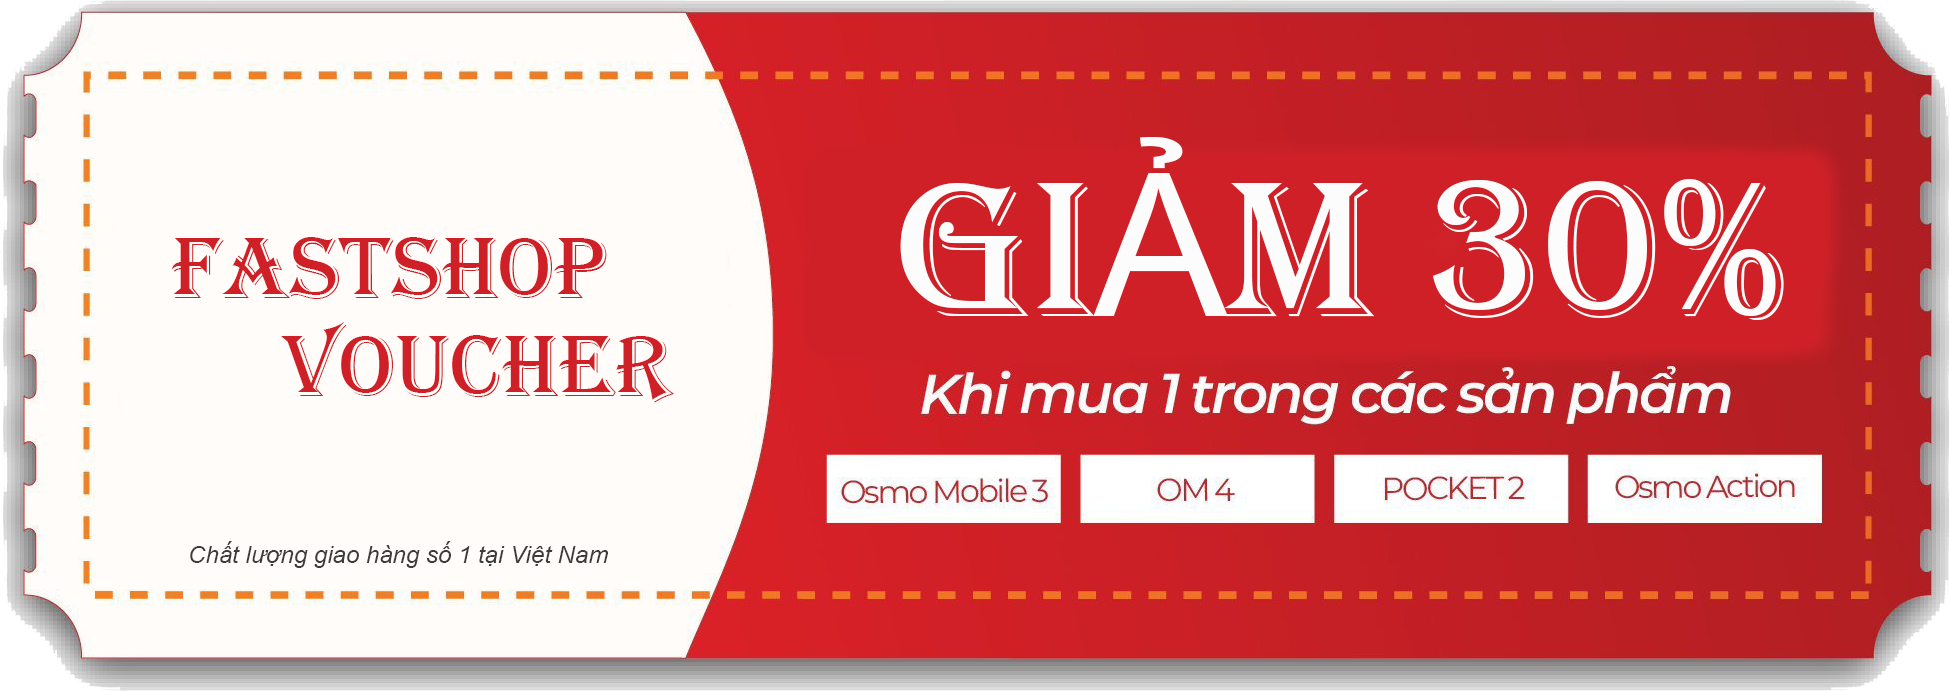 FASTSHOP
VOUCHER
Chất lượng giao hàng số 1 tại Việt Nam
GIẢM 30%
Khi mua 1 trong các sản phẩm
Osmo Mobile 3
OM 4
POCKET 2
Osmo Action